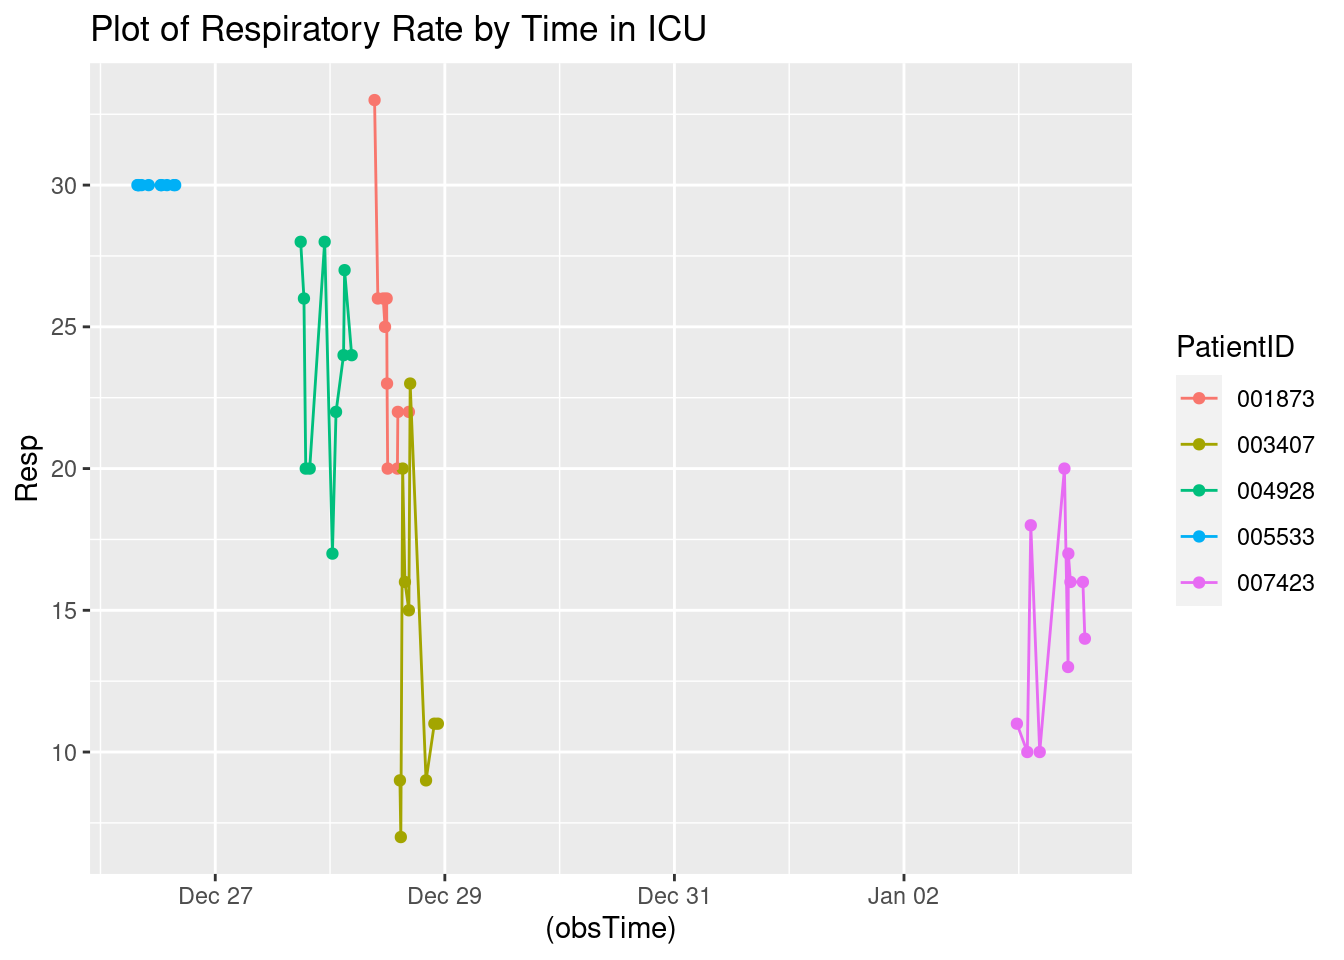 Plot of Respiratory Rate by Time in ICU
30
25
20
15
10
Resp
Dec 27 Dec 29 Dec 31 Jan 02
(obsTime)
PatientID
001873
003407
004928
005533
007423